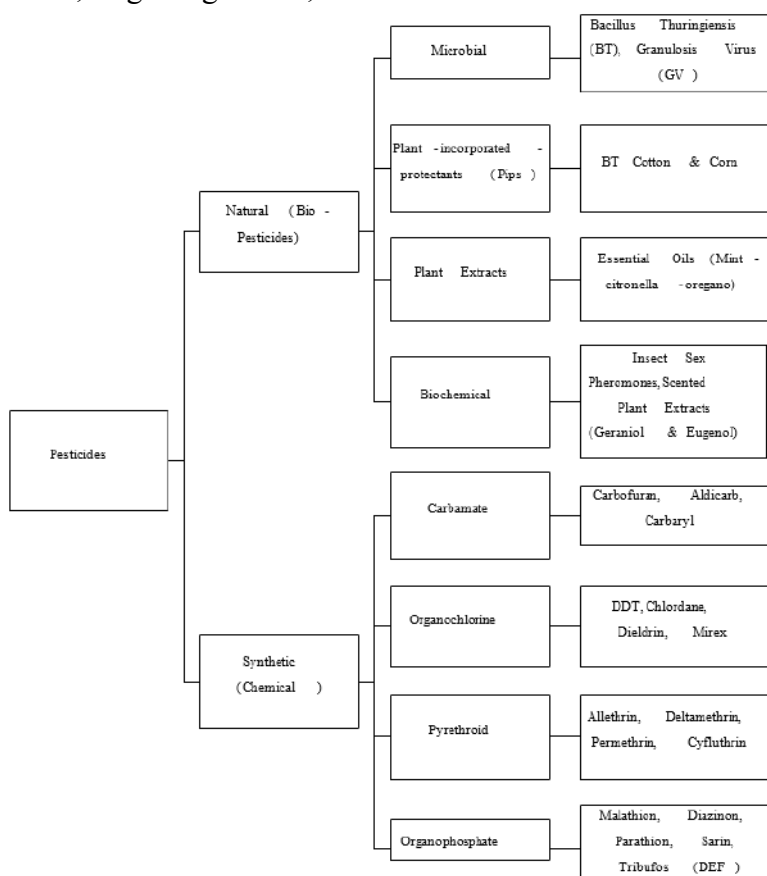 Microbial
Bacillus Thuringiensis
(BT), Granulosis Virus
(GV )
Plant -incorporated -
protectants (Pips )
BT Cotton & Corn
Natural (Bio -
Pesticides)
Plant Extracts
Essential Oils (Mint -
citronella -oregano)
Biochemical
Insect Sex
Pheromones, Scented
Plant Extracts
(Geraniol & Eugenol)
Pesticides
Carbamate
Carbofuran, Aldicarb,
Carbaryl
Organochlorine
DDT, Chlordane,
Dieldrin, Mirex
Synthetic
(Chemical )
Pyrethroid
Allethrin, Deltamethrin,
Permethrin, Cyfluthrin
Organophosphate
Malathion, Diazinon,
Parathion, Sarin,
Tribufos (DEF )